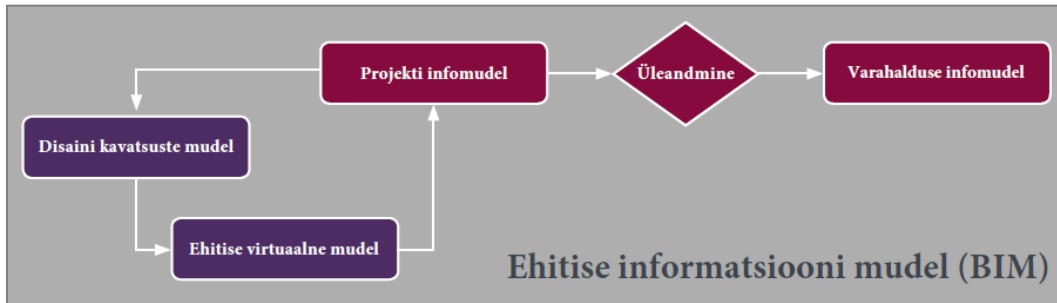 Projekti infomudel
Üleandmine
Varahalduse infomudel
Disaini kavatsuste mudel
Ehitise virtuaalne mudel
Ehitise informatsiooni mudel (BIM)